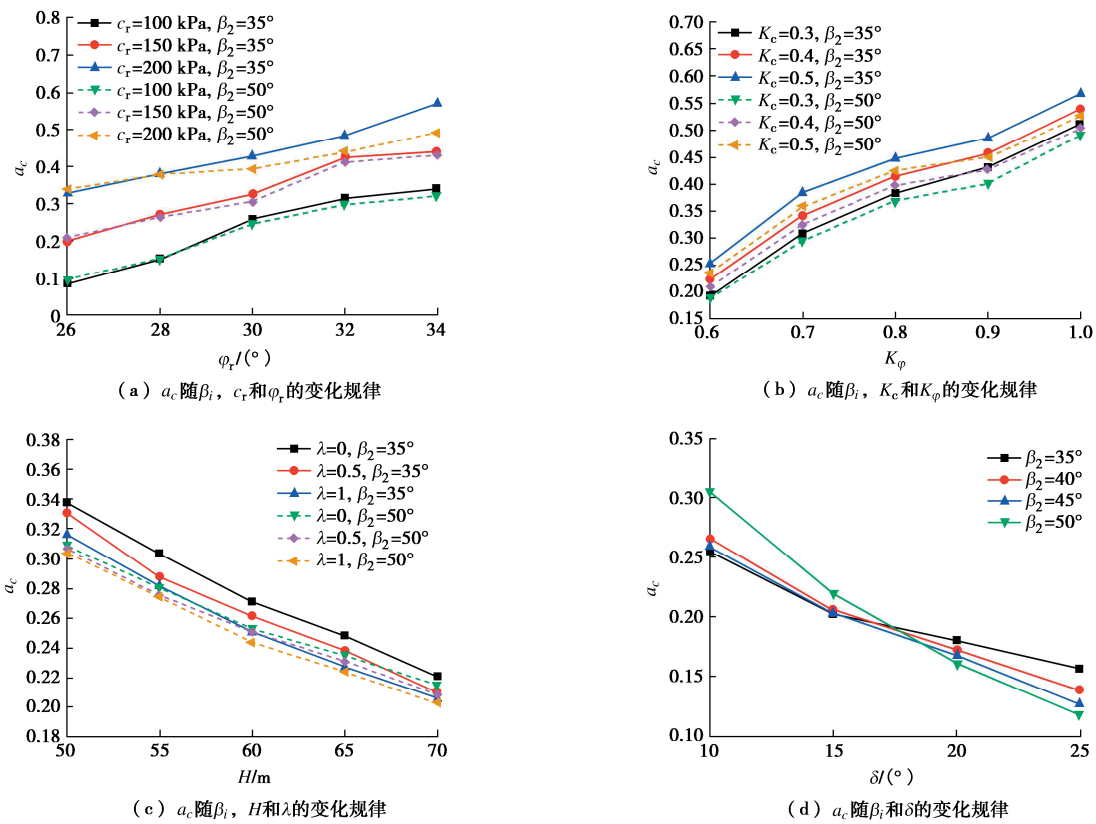 0.8
0.7
0.6
0.5
0.4
0.3
0.2
0.1
0
a_c
c_r=100 kPa, β_2=35°
c_r=150 kPa, β_2=35°
c_r=200 kPa, β_2=35°
c_r=100 kPa, β_2=50°
c_r=150 kPa, β_2=50°
c_r=200 kPa, β_2=50°
26 28 30 32 34
φ_r/(°)
(a) a_c随β_i, c_r和φ_r的变化规律
0.70
0.65
0.60
0.55
0.50
0.45
0.40
0.35
0.30
0.25
0.20
0.15
a_c
K_c=0.3, β_2=35°
K_c=0.4, β_2=35°
K_c=0.5, β_2=35°
K_c=0.3, β_2=50°
K_c=0.4, β_2=50°
K_c=0.5, β_2=50°
0.6 0.7 0.8 0.9 1.0
K_φ
(b) a_c随β_i, K_c和K_φ的变化规律
0.38
0.36
0.34
0.32
0.30
0.28
0.26
0.24
0.22
0.20
0.18
a_c
λ=0, β_2=35°
λ=0.5, β_2=35°
λ=1, β_2=35°
λ=0, β_2=50°
λ=0.5, β_2=50°
λ=1, β_2=50°
50 55 60 65 70
H/m
(c) a_c随β_i, H和λ的变化规律
0.35
0.30
0.25
0.20
0.15
0.10
a_c
β_2=35°
β_2=40°
β_2=45°
β_2=50°
10 15 20 25
δ/(°)
(d) a_c随β_i和δ的变化规律